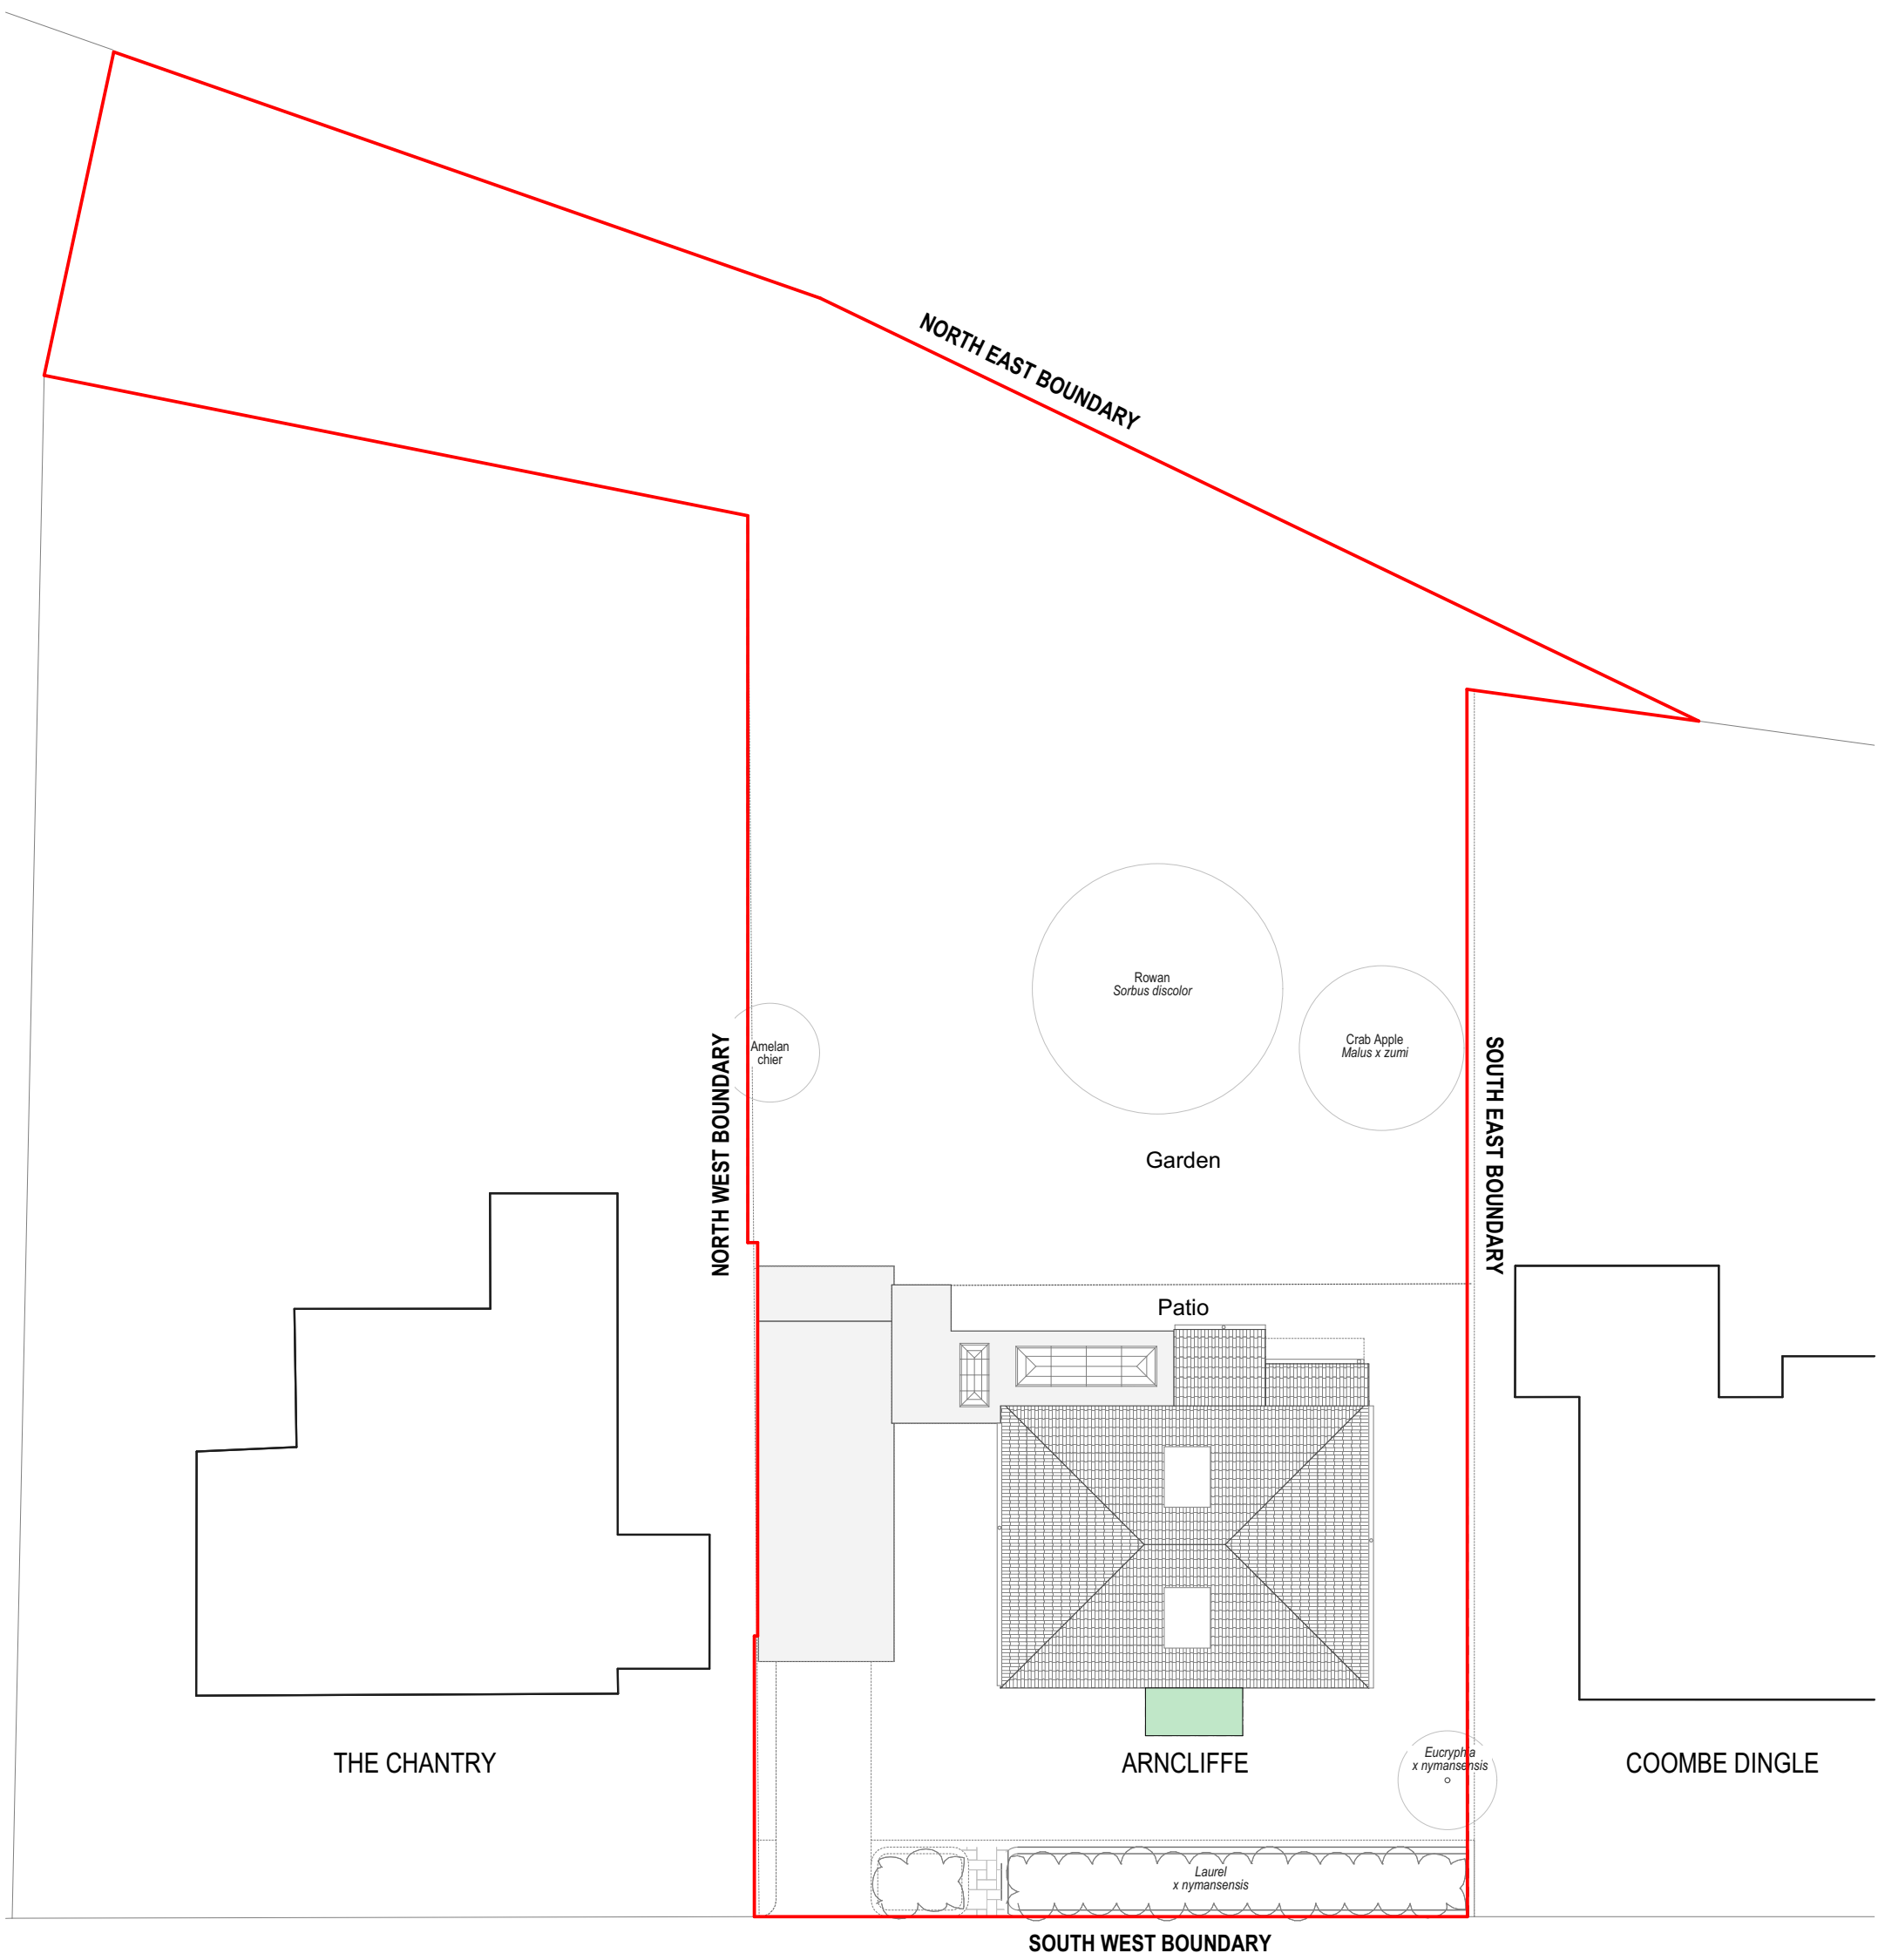 NORTH EAST BOUNDARY
Rowan
Sorbus discolor
Crab Apple
Malus x zumi
Amelan
chier
NORTH WEST BOUNDARY
SOUTH EAST BOUNDARY
Garden
Patio
THE CHANTRY
ARNCLIFFE
Eucryphia
x nymansensis
COOMBE DINGLE
Laurel
x nymansensis
SOUTH WEST BOUNDARY